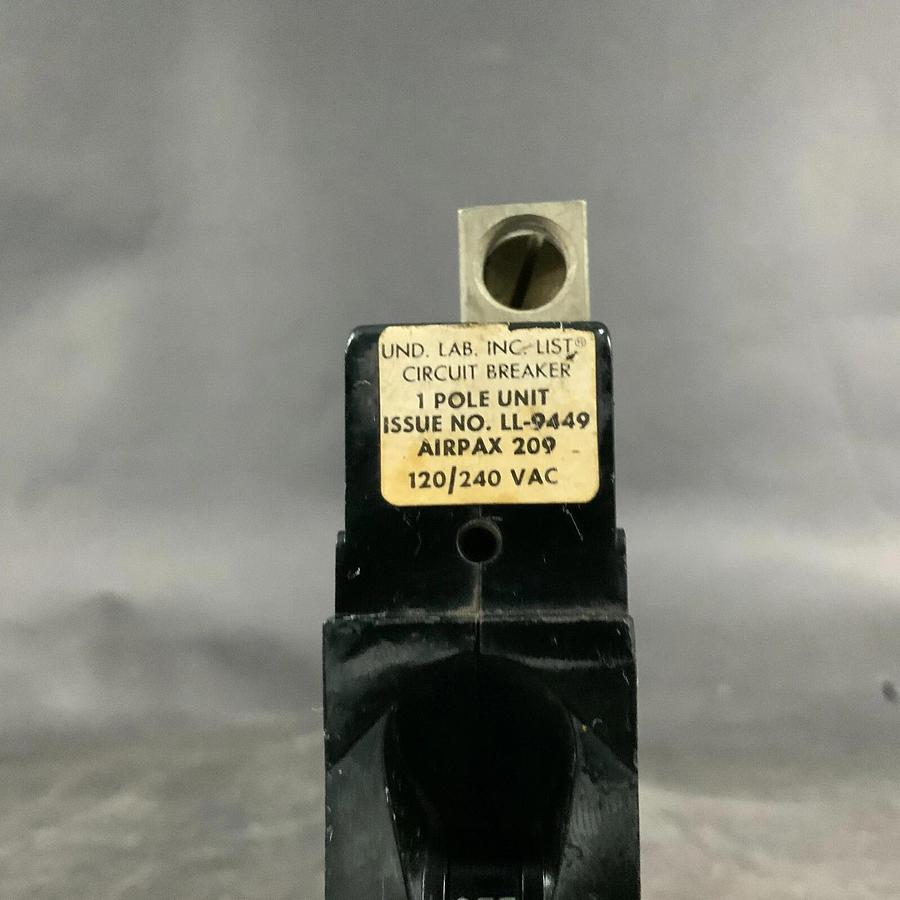 UND. LAB. INC. LIST®
CIRCUIT BREAKER
1 POLE UNIT
ISSUE NO. LL-9449
AIRPAX 209
120/240 VAC